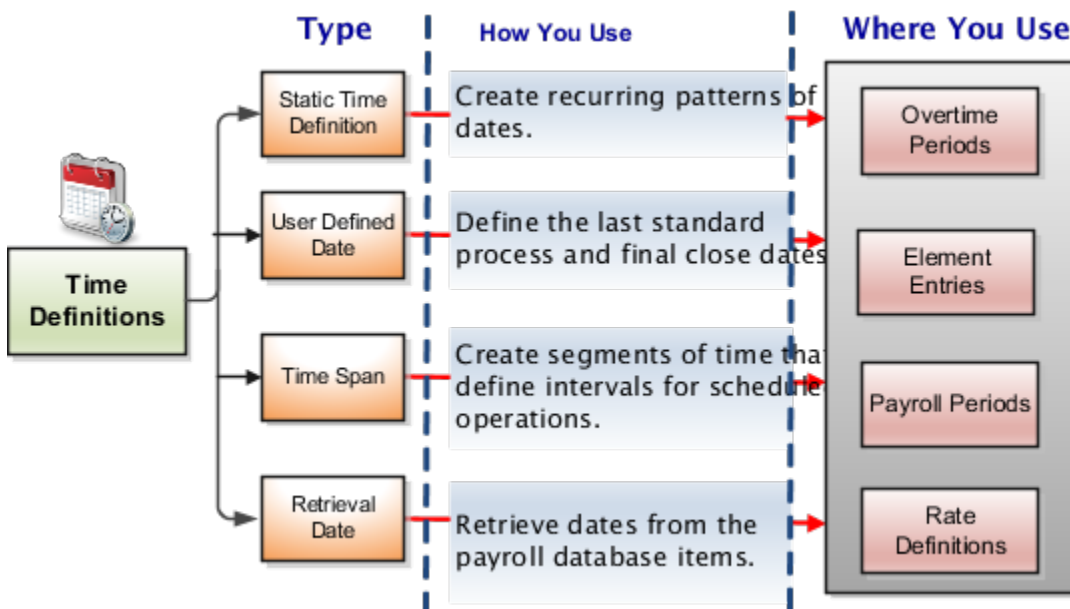 Type
How You Use
Where You Use
Static Time
Definition
Create recurring patterns of
dates.
Overtime
Periods
User Defined
Date
Define the last standard
process and final close dates
Element
Entries
Time
Definitions
Time Span
Create segments of time that
define intervals for schedule
operations.
Payroll Periods
Retrieval
Date
Retrieve dates from the
payroll database items.
Rate
Definitions